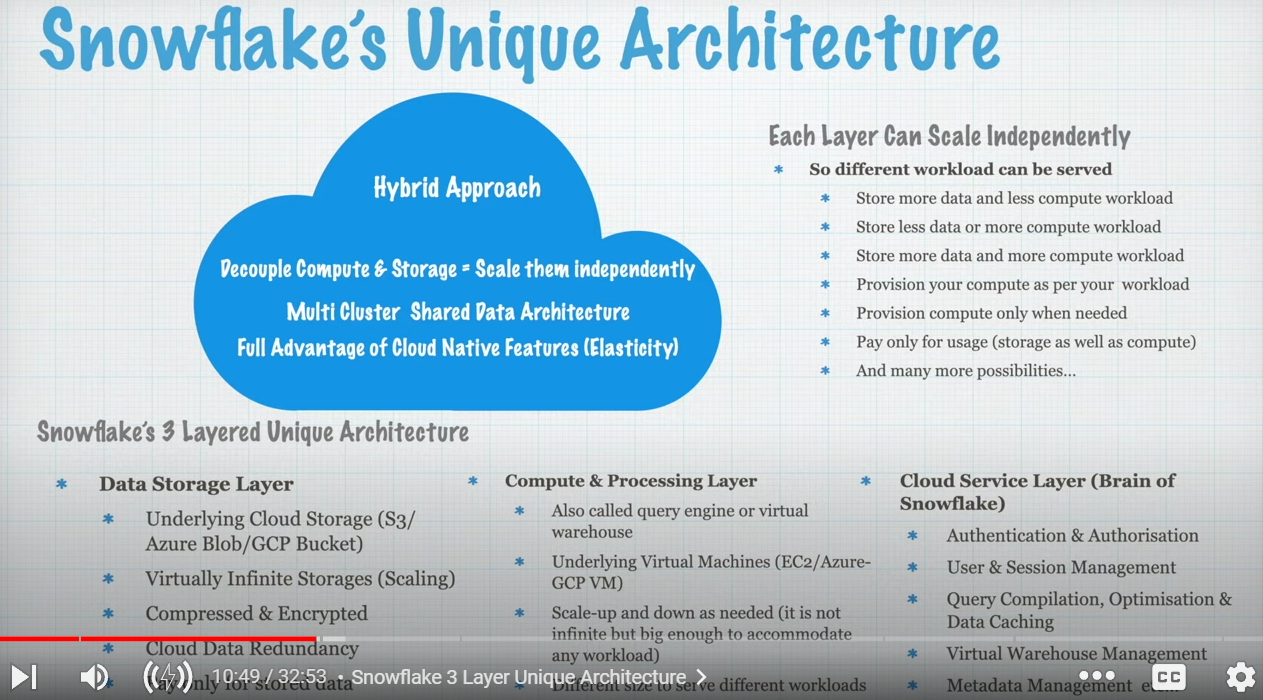 Snowflake's Unique Architecture
Hybrid Approach
Decouple Compute & Storage = Scale them independently
Multi Cluster Shared Data Architecture
Full Advantage of Cloud Native Features (Elasticity)
Each Layer Can Scale Independently
* So different workload can be served
* Store more data and less compute workload
* Store less data or more compute workload
* Store more data and more compute workload
* Provision your compute as per your workload
* Provision compute only when needed
* Pay only for usage (storage as well as compute)
* And many more possibilities...
Snowflake's 3 Layered Unique Architecture
* Data Storage Layer
* Underlying Cloud Storage (S3/
Azure Blob/GCP Bucket)
* Virtually Infinite Storages (Scaling)
* Compressed & Encrypted
* Cloud Data Redundancy
* Pay only for stored data
* Compute & Processing Layer
* Also called query engine or virtual
warehouse
* Underlying Virtual Machines (EC2/Azure-
GCP VM)
* Scale-up and down as needed (it is not
infinite but big enough to accommodate
any workload)
* Different size to serve different workloads
* Cloud Service Layer (Brain of
Snowflake)
* Authentication & Authorisation
* User & Session Management
* Query Compilation, Optimisation &
Data Caching
* Virtual Warehouse Management
* Metadata Management
10:49 / 32:53 • Snowflake 3 Layer Unique Architecture >
CC